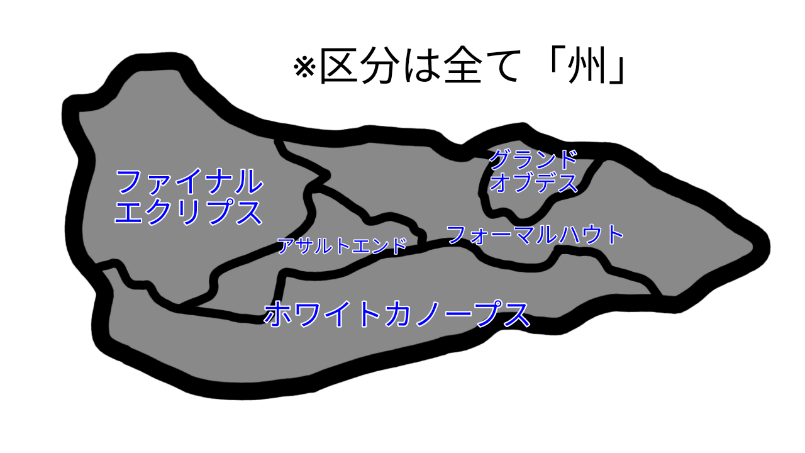 ※区分は全て「州」
グランド
オブデス
ファイナル
エクリプス
フォーマルハウト
アサルトエンド
ホワイトカノープス